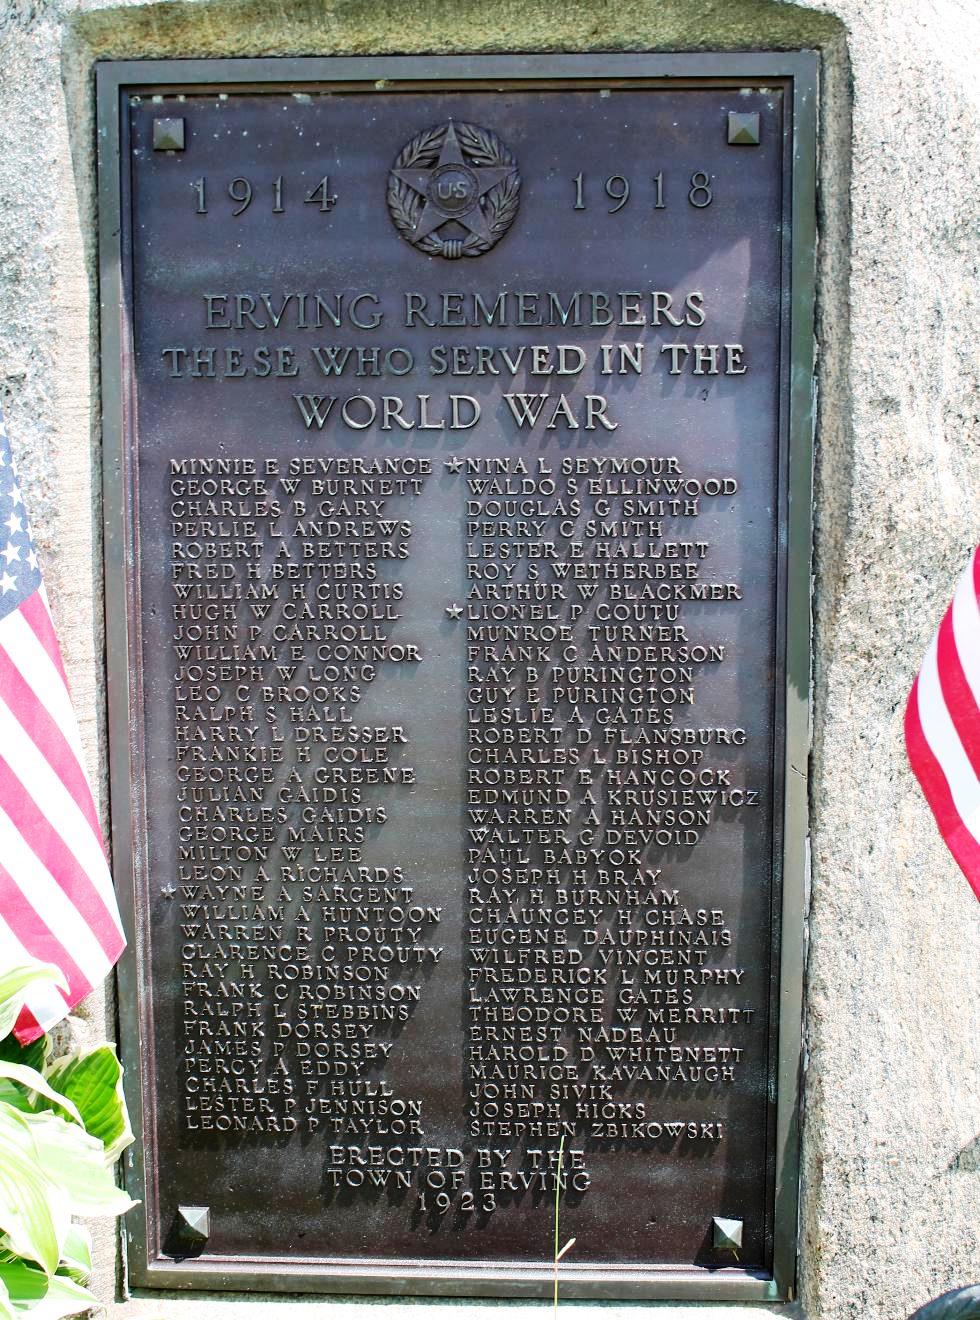 1914 U·S 1918
ERVING REMEMBERS
THESE WHO SERVED IN THE
WORLD WAR
MINNIE E SEVERANCE
GEORGE W BURNETT
CHARLES B GARY
PERLIE L ANDREWS
ROBERT A BETTERS
FRED H BETTERS
WILLIAM H CURTIS
HUGH W CARROLL
JOHN P CARROLL
WILLIAM E CONNOR
JOSEPH W LONG
LEO C BROOKS
RALPH S HALL
HARRY L DRESSER
FRANKIE H COLE
GEORGE A GREENE
JULIAN GAIDIS
CHARLES GAIDIS
GEORGE MAIRS
MILTON W LEE
LEON A RICHARDS
★WAYNE A SARGENT
WILLIAM A HUNTOON
WARREN R PROUTY
CLARENCE C PROUTY
RAY H ROBINSON
FRANK C ROBINSON
RALPH L STEBBINS
FRANK DORSEY
JAMES P DORSEY
PERCY A EDDY
CHARLES F HULL
LESTER P JENNISON
LEONARD P TAYLOR
★NINA L SEYMOUR
WALDO S ELLINWOOD
DOUGLAS G SMITH
PERRY C SMITH
LESTER E HALLETT
ROY S WETHERBEE
ARTHUR W BLACKMER
★LIONEL P COUTU
MUNROE TURNER
FRANK C ANDERSON
RAY B PURINGTON
GUY E PURINGTON
LESLIE A GATES
ROBERT D FLANSBURG
CHARLES L BISHOP
ROBERT E HANCOCK
EDMUND A KRUSIEWICZ
WARREN A HANSON
WALTER G DEVOID
PAUL BABYOK
JOSEPH H BRAY
RAY H BURNHAM
CHAUNCEY H CHASE
EUGENE DAUPHINAIS
WILFRED VINCENT
FREDERICK L MURPHY
LAWRENCE GATES
THEODORE W MERRITT
ERNEST NADEAU
HAROLD D WHITENETT
MAURICE KAVANAUGH
JOHN SIVIK
JOSEPH HICKS
STEPHEN ZBIKOWSKI
ERECTED BY THE
TOWN OF ERVING
1923